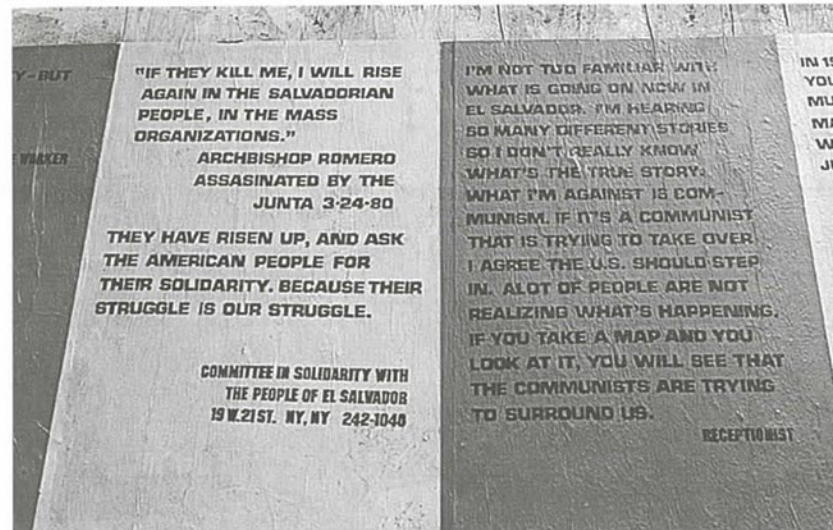 Y-BUT
WORKER
"IF THEY KILL ME, I WILL RISE
AGAIN IN THE SALVADORIAN
PEOPLE, IN THE MASS
ORGANIZATIONS."
ARCHBISHOP ROMERO
ASSASINATED BY THE
JUNTA 3-24-80
THEY HAVE RISEN UP, AND ASK
THE AMERICAN PEOPLE FOR
THEIR SOLIDARITY. BECAUSE THEIR
STRUGGLE IS OUR STRUGGLE.
COMMITTEE IN SOLIDARITY WITH
THE PEOPLE OF EL SALVADOR
19 W. 21 ST. NY, NY 242-1040
I'M NOT TOO FAMILIAR WITH
WHAT IS GOING ON NOW IN
EL SALVADOR. I'M HEARING
SO MANY DIFFERENT STORIES
SO I DON'T REALLY KNOW
WHAT'S THE TRUE STORY.
WHAT I'M AGAINST IS COM-
MUNISM. IF IT'S A COMMUNIST
THAT IS TRYING TO TAKE OVER
I AGREE THE U.S. SHOULD STEP
IN. ALOT OF PEOPLE ARE NOT
REALIZING WHAT'S HAPPENING.
IF YOU TAKE A MAP AND YOU
LOOK AT IT, YOU WILL SEE THAT
THE COMMUNISTS ARE TRYING
TO SURROUND US.
RECEPTIONIST
IN 19
YOU
MU
MA
W
JU